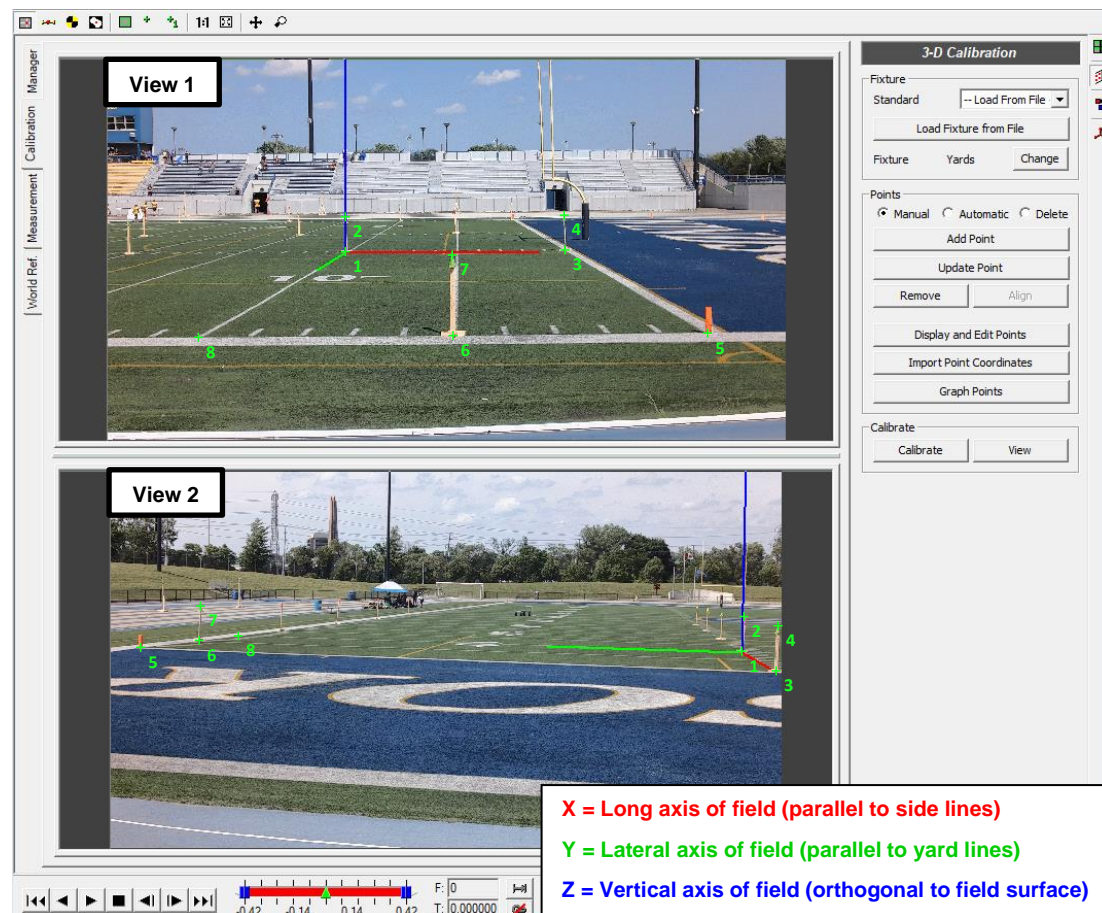 1:1
Manager
Calibration
Measurement
World Ref.
View 1
2
4
1
7
3
10
8
6
5
View 2
7
2
4
5
6
8
1
3
3-D Calibration
Fixture
Standard -- Load From File
Load Fixture from File
Fixture Yards Change
Points
Manual Automatic Delete
Add Point
Update Point
Remove Align
Display and Edit Points
Import Point Coordinates
Graph Points
Calibrate
Calibrate View
X = Long axis of field (parallel to side lines)
Y = Lateral axis of field (parallel to yard lines)
Z = Vertical axis of field (orthogonal to field surface)
-0.42 -0.14 0.14 0.42
F: 0
T: 0.000000